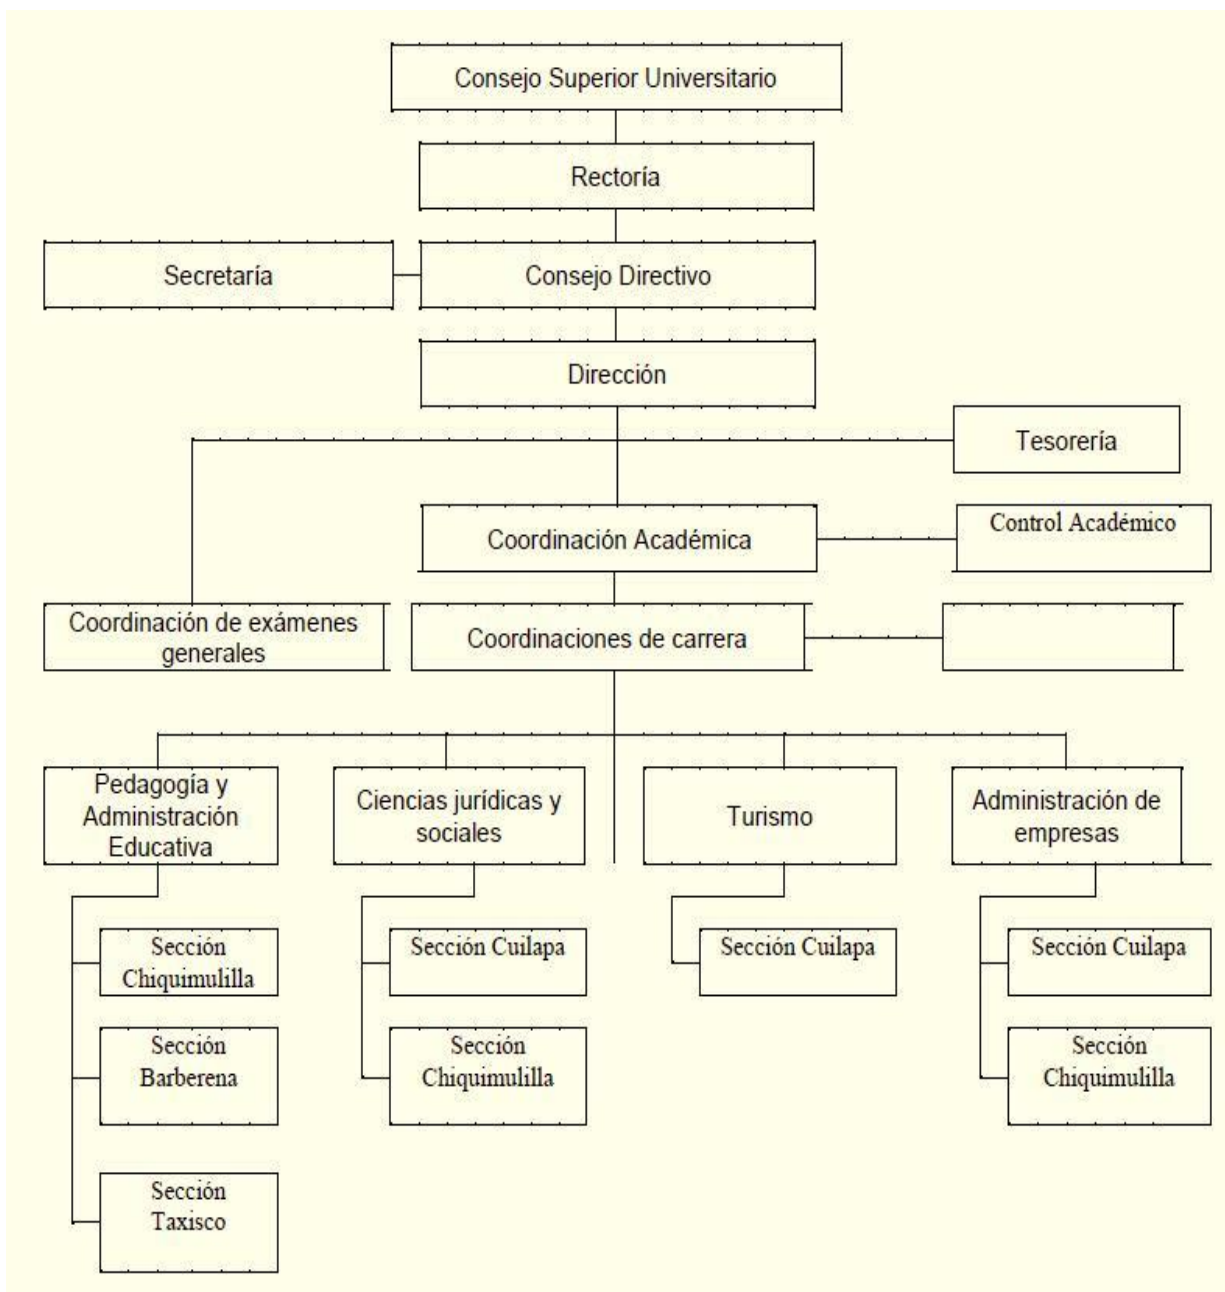 Consejo Superior Universitario
Rectoría
Secretaría
Consejo Directivo
Dirección
Tesorería
Coordinación Académica
Control Académico
Coordinación de exámenes
generales
Coordinaciones de carrera
Pedagogía y
Administración
Educativa
Ciencias jurídicas y
sociales
Turismo
Administración de
empresas
Sección
Chiquimulilla
Sección Cuilapa
Sección Cuilapa
Sección Cuilapa
Sección
Barberena
Sección
Chiquimulilla
Sección
Chiquimulilla
Sección
Taxisco